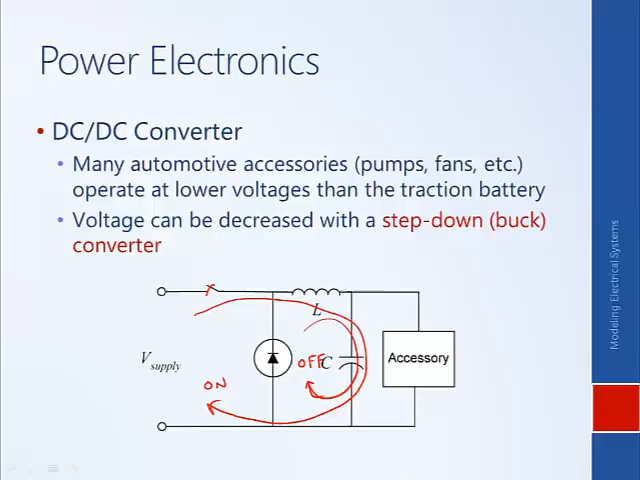 Power Electronics
• DC/DC Converter
• Many automotive accessories (pumps, fans, etc.)
operate at lower voltages than the traction battery
• Voltage can be decreased with a step-down (buck)
converter
L
V supply
OFF
C
Accessory
ON
Modeling Electrical Systems